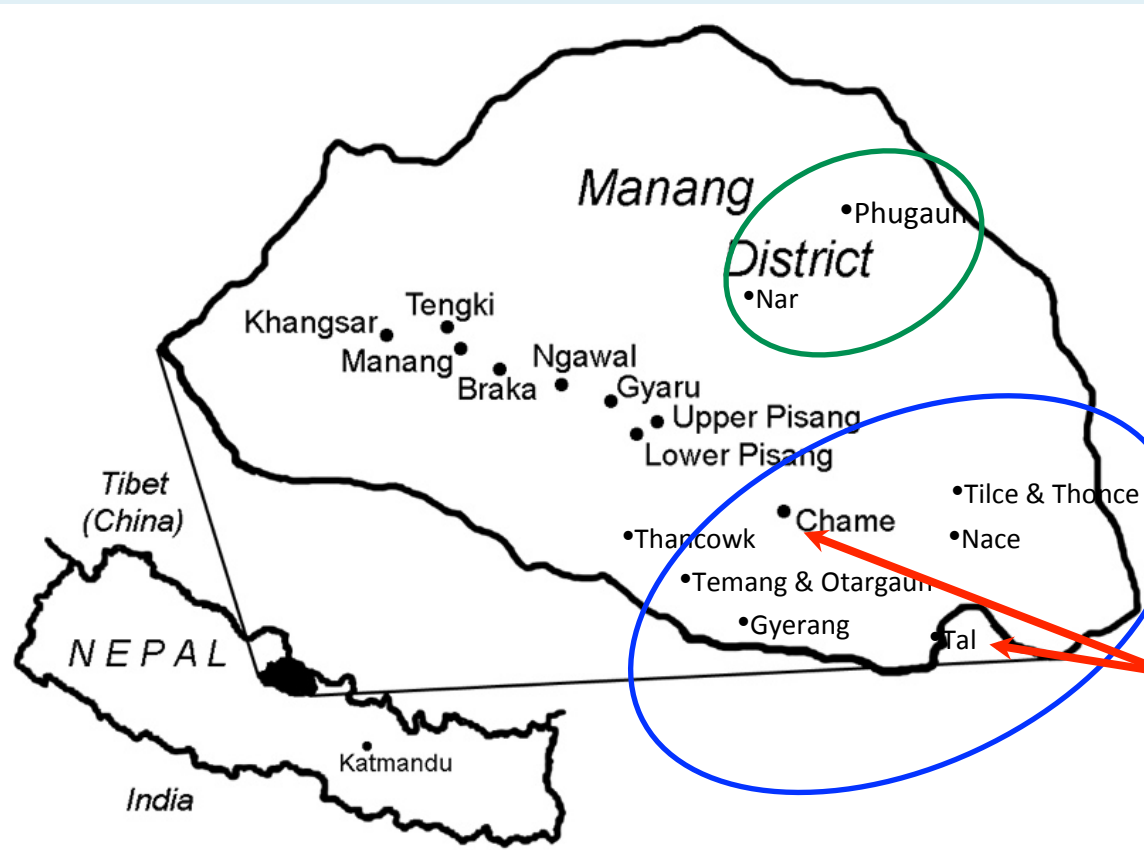 Manang
District
•Phugaun
•Nar
Tengki
Khangsar
Manang
Braka
Ngawal
Gyaru
Upper Pisang
Lower Pisang
•Tilce & Thonce
Chame
•Thancowk
•Nace
•Temang & Otargaun
•Gyerang
•Tal
Tibet
(China)
NEPAL
Katmandu
India